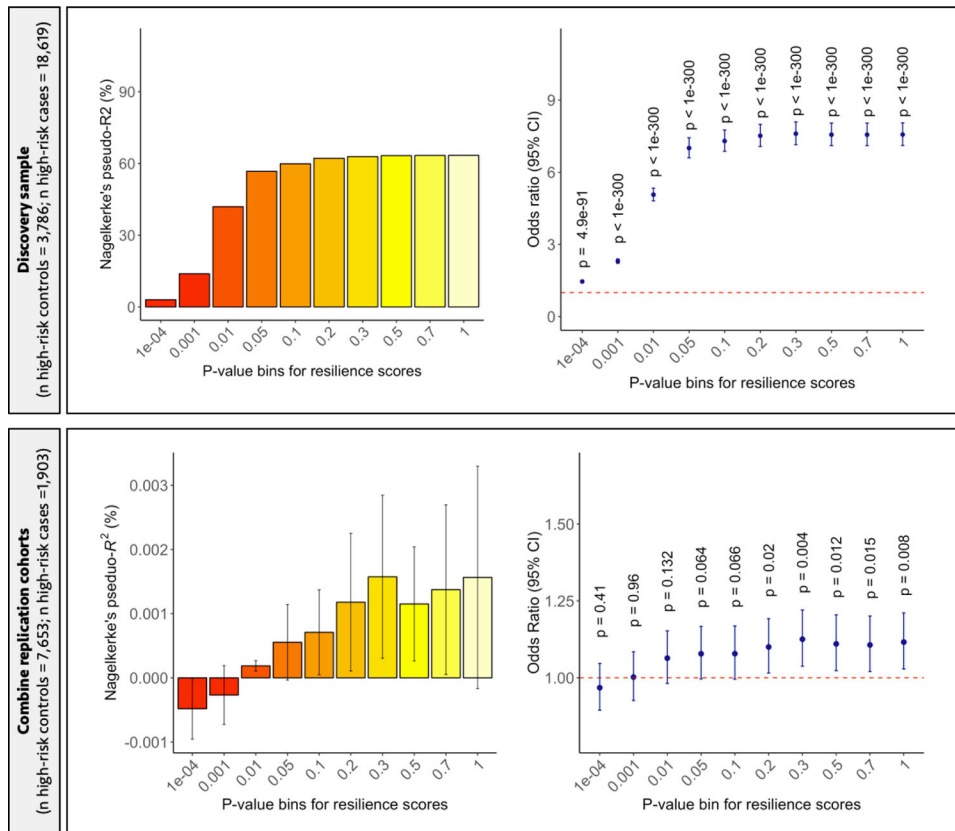 Discovery sample
(n high-risk controls = 3,786; n high-risk cases = 18,619)
Nagelkerke's pseudo-R2 (%)
90
60
30
0
1e-04
0.001
0.01
0.05
0.1
0.2
0.3
0.5
0.7
1
P-value bins for resilience scores
Odds ratio (95% CI)
9
6
3
0
p = 4.9e-91
p < 1e-300
p < 1e-300
p < 1e-300
p < 1e-300
p < 1e-300
p < 1e-300
p < 1e-300
p < 1e-300
p < 1e-300
1e-04
0.001
0.01
0.05
0.1
0.2
0.3
0.5
0.7
1
P-value bins for resilience scores
Combine replication cohorts
(n high-risk controls = 7,653; n high-risk cases =1,903)
Nagelkerke's pseduo-R² (%)
0.003
0.002
0.001
0.000
-0.001
1e-04
0.001
0.01
0.05
0.1
0.2
0.3
0.5
0.7
1
P-value bins for resilience scores
Odds Ratio (95% CI)
1.50
1.25
1.00
p = 0.41
p = 0.96
p = 0.132
p = 0.064
p = 0.066
p = 0.02
p = 0.004
p = 0.012
p = 0.015
p = 0.008
1e-04
0.001
0.01
0.05
0.1
0.2
0.3
0.5
0.7
1
P-value bin for resilience scores